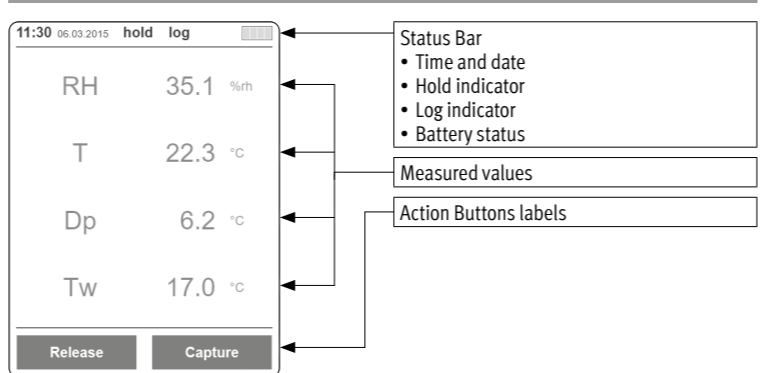 11:30 06.03.2015 hold log
RH 35.1 %rh
T 22.3 °C
Dp 6.2 °C
Tw 17.0 °C
Release Capture
Status Bar
• Time and date
• Hold indicator
• Log indicator
• Battery status
Measured values
Action Buttons labels